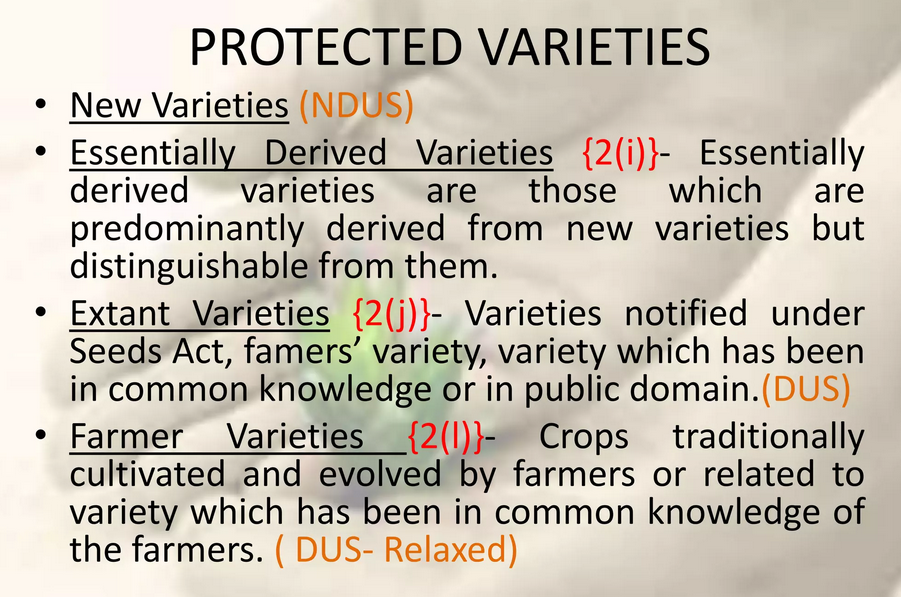 PROTECTED VARIETIES
• New Varieties (NDUS)
• Essentially Derived Varieties {2(i)}- Essentially
derived varieties are those which are
predominantly derived from new varieties but
distinguishable from them.
• Extant Varieties {2(j)}- Varieties notified under
Seeds Act, famers’ variety, variety which has been
in common knowledge or in public domain.(DUS)
• Farmer Varieties {2(l)}- Crops traditionally
cultivated and evolved by farmers or related to
variety which has been in common knowledge of
the farmers. ( DUS- Relaxed)